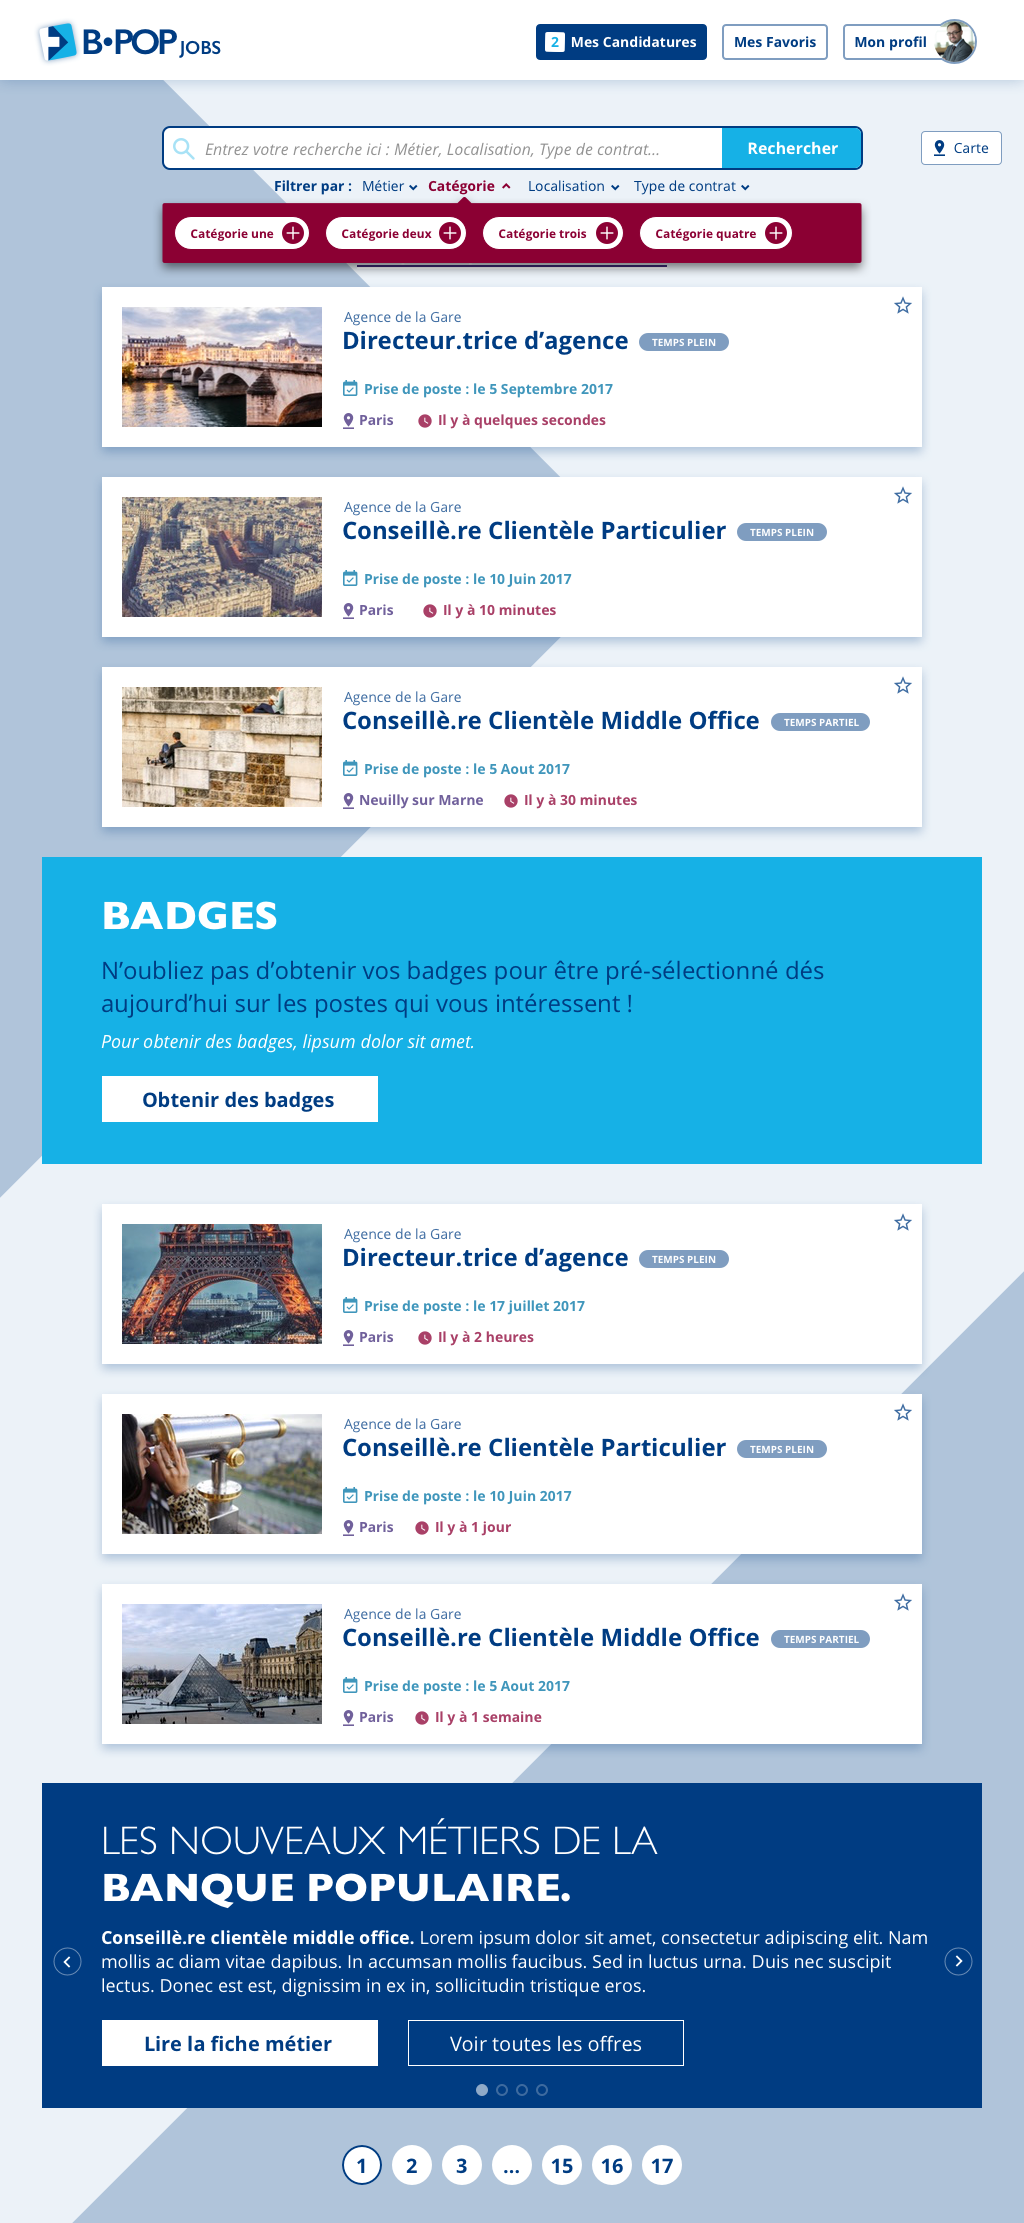 B•POP JOBS
2 Mes Candidatures
Mes Favoris
Mon profil
Entrez votre recherche ici : Métier, Localisation, Type de contrat...
Rechercher
Carte
Filtrer par : Métier Catégorie Localisation Type de contrat
Catégorie une
Catégorie deux
Catégorie trois
Catégorie quatre
Agence de la Gare
Directeur.trice d’agence TEMPS PLEIN
Prise de poste : le 5 Septembre 2017
Paris Il y à quelques secondes
Agence de la Gare
Conseillè.re Clientèle Particulier TEMPS PLEIN
Prise de poste : le 10 Juin 2017
Paris Il y à 10 minutes
Agence de la Gare
Conseillè.re Clientèle Middle Office TEMPS PARTIEL
Prise de poste : le 5 Aout 2017
Neuilly sur Marne Il y à 30 minutes
BADGES
N’oubliez pas d’obtenir vos badges pour être pré-sélectionné dés
aujourd’hui sur les postes qui vous intéressent !
Pour obtenir des badges, lipsum dolor sit amet.
Obtenir des badges
Agence de la Gare
Directeur.trice d’agence TEMPS PLEIN
Prise de poste : le 17 juillet 2017
Paris Il y à 2 heures
Agence de la Gare
Conseillè.re Clientèle Particulier TEMPS PLEIN
Prise de poste : le 10 Juin 2017
Paris Il y à 1 jour
Agence de la Gare
Conseillè.re Clientèle Middle Office TEMPS PARTIEL
Prise de poste : le 5 Aout 2017
Paris Il y à 1 semaine
LES NOUVEAUX MÉTIERS DE LA
BANQUE POPULAIRE.
Conseillè.re clientèle middle office. Lorem ipsum dolor sit amet, consectetur adipiscing elit. Nam
mollis ac diam vitae dapibus. In accumsan mollis faucibus. Sed in luctus urna. Duis nec suscipit
lectus. Donec est est, dignissim in ex in, sollicitudin tristique eros.
Lire la fiche métier
Voir toutes les offres
1 2 3 ... 15 16 17